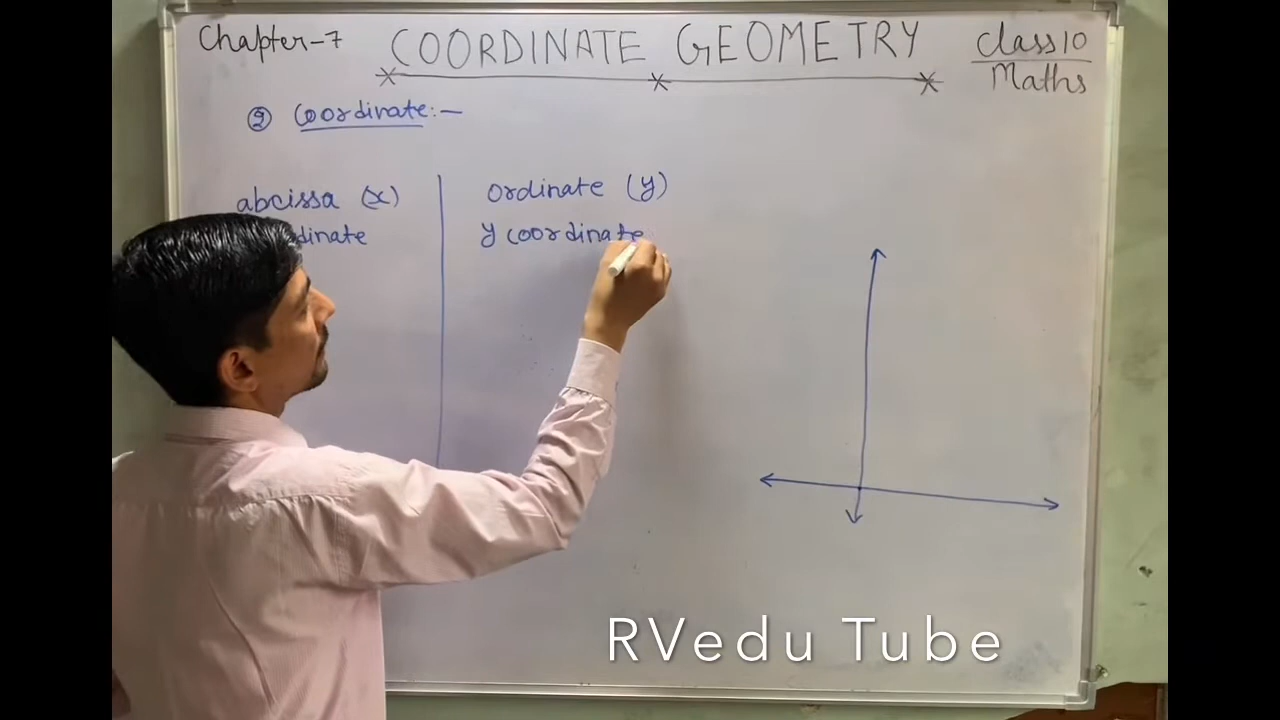 Chapter-7
COORDINATE GEOMETRY
Class 10
Maths
② Coordinate:-
abcissa (x)
ordinate (y)
dinate
y coordinate
RVedu Tube